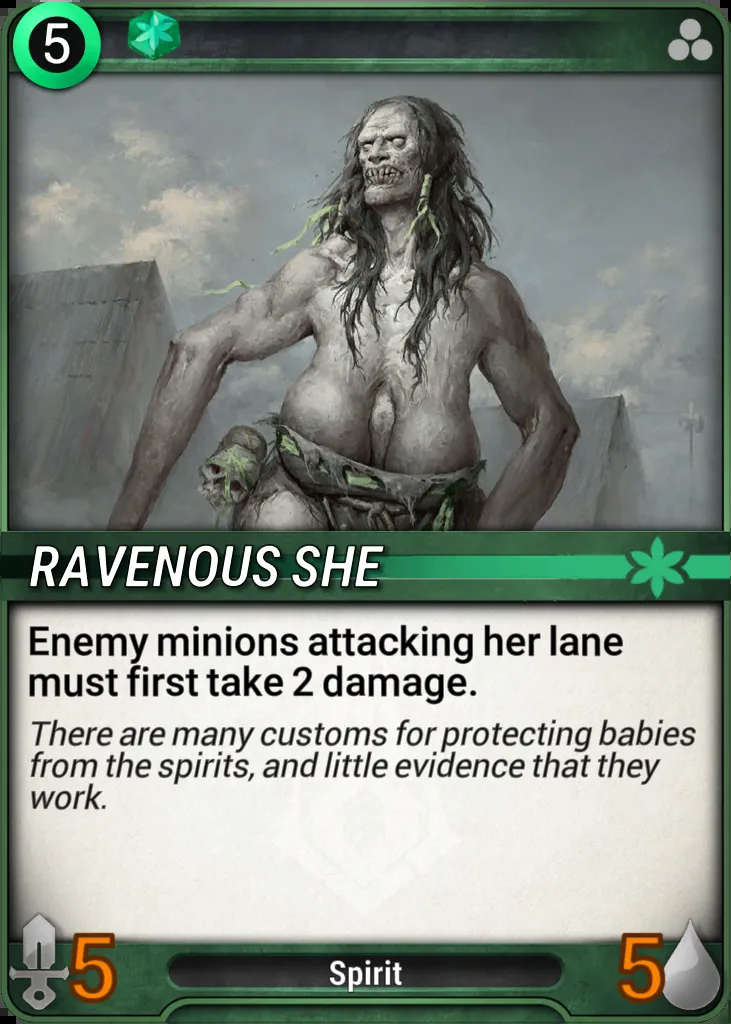 5
RAVENOUS SHE
Enemy minions attacking her lane
must first take 2 damage.
There are many customs for protecting babies
from the spirits, and little evidence that they
work.
5
Spirit
5